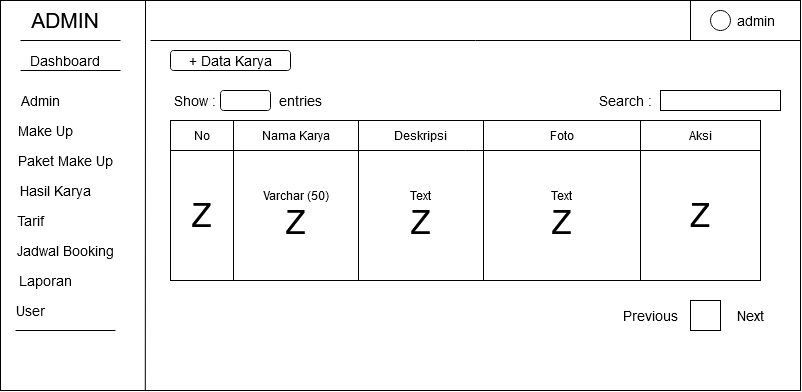 ADMIN
admin
Dashboard
+ Data Karya
Admin
Show :
entries
Search :
Make Up
No
Nama Karya
Deskripsi
Foto
Aksi
Paket Make Up
Hasil Karya
Varchar (50)
Text
Text
Z
Z
Z
Z
Z
Tarif
Jadwal Booking
Laporan
User
Previous
Next